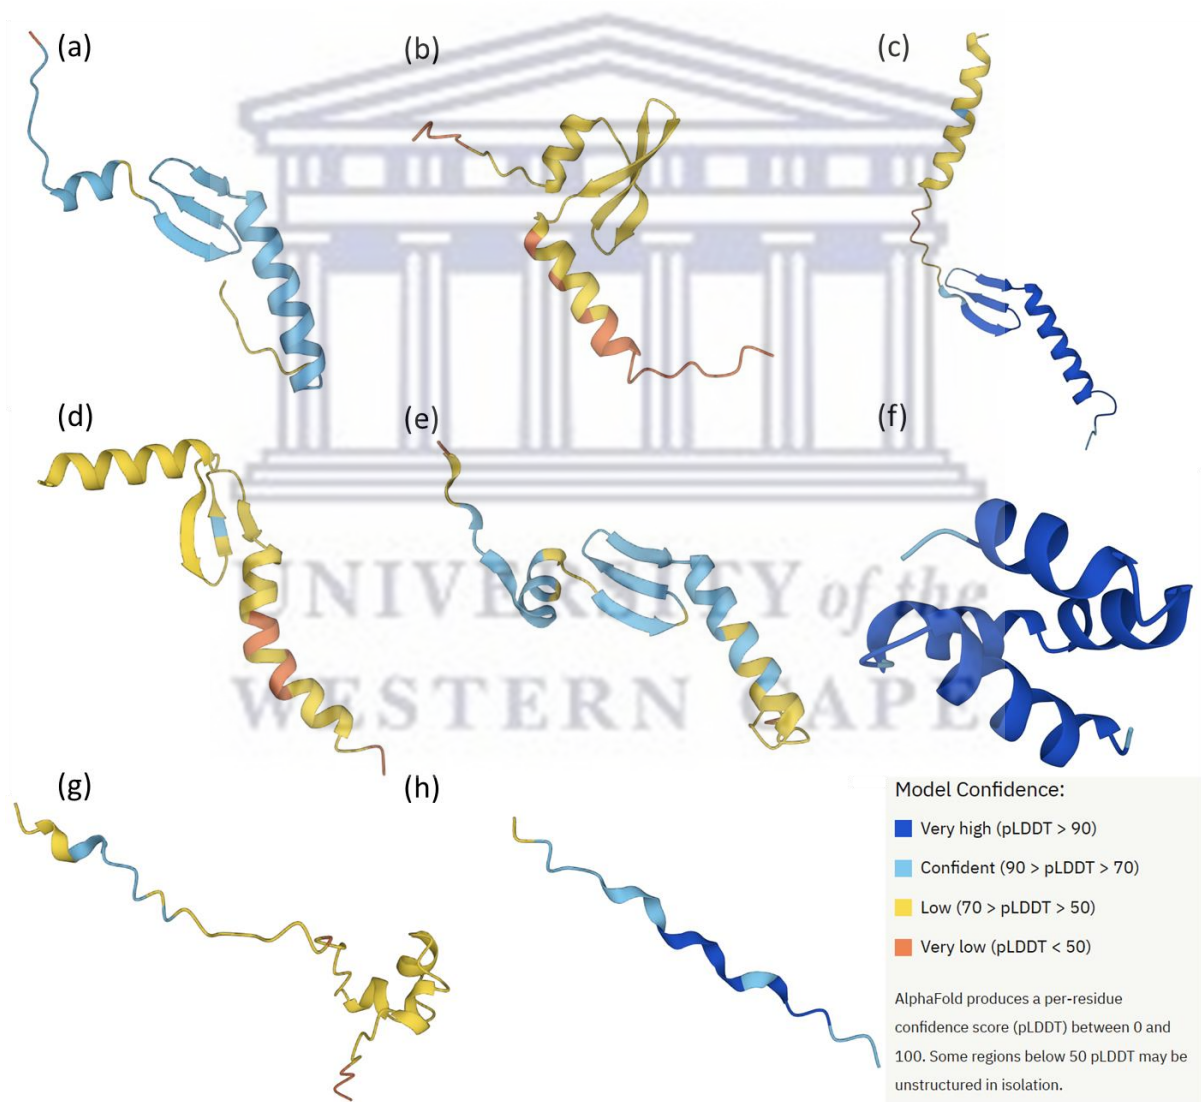 (a)
(b)
(c)
(d)
(e)
(f)
UNIVERSITY of the
WESTERN CAPE
(g)
(h)
Model Confidence:
Very high (pLDDT > 90)
Confident (90 > pLDDT > 70)
Low (70 > pLDDT > 50)
Very low (pLDDT < 50)
AlphaFold produces a per-residue
confidence score (pLDDT) between 0 and
100. Some regions below 50 pLDDT may be
unstructured in isolation.